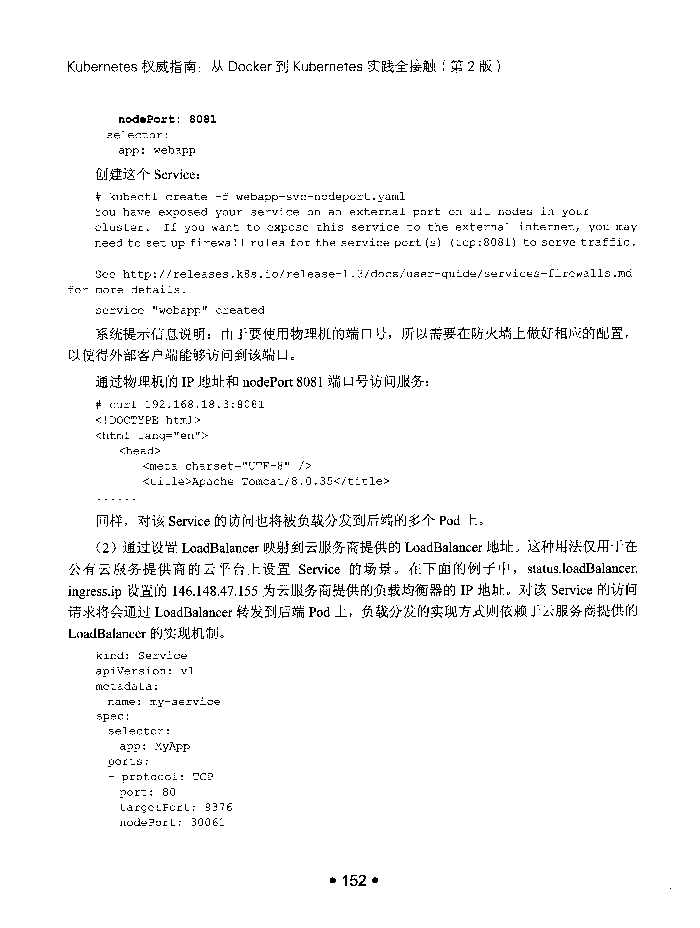 Kubernetes 权威指南：从 Docker 到 Kubernetes 实践全接触（第 2 版）
nodePort: 8081
selector:
app: webapp
创建这个 Service：
# kubectl create -f webapp-svc-nodeport.yaml
You have exposed your service on an external port on all nodes in your
cluster. If you want to expose this service to the external internet, you may
need to set up firewall rules for the service port(s) (tcp:8081) to serve traffic.
See http://releases.k8s.io/release-1.3/docs/user-guide/services-firewalls.md
for more details.
service "webapp" created
系统提示信息说明：由于要使用物理机的端口号，所以需要在防火墙上做好相应的配置，
以使得外部客户端能够访问到该端口。
通过物理机的 IP 地址和 nodePort 8081 端口号访问服务：
# curl 192.168.18.3:8081
<!DOCTYPE html>
<html lang="en">
<head>
<meta charset="UTF-8" />
<title>Apache Tomcat/8.0.35</title>
......
同样，对该 Service 的访问也将被负载分发到后端的多个 Pod 上。
（2）通过设置 LoadBalancer 映射到云服务商提供的 LoadBalancer 地址。这种用法仅用于在
公有云服务提供商的云平台上设置 Service 的场景。在下面的例子中，status.loadBalancer.
ingress.ip 设置的 146.148.47.155 为云服务商提供的负载均衡器的 IP 地址。对该 Service 的访问
请求将会通过 LoadBalancer 转发到后端 Pod 上，负载分发的实现方式则依赖于云服务商提供的
LoadBalancer 的实现机制。
kind: Service
apiVersion: v1
metadata:
name: my-service
spec:
selector:
app: MyApp
ports:
- protocol: TCP
port: 80
targetPort: 9376
nodePort: 30061
• 152 •